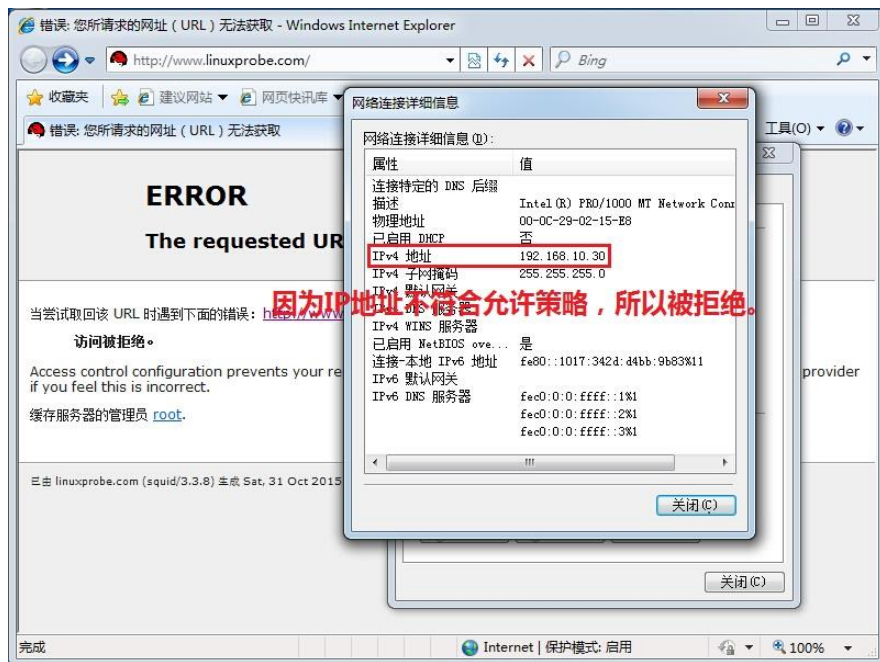 错误: 您所请求的网址（URL）无法获取 - Windows Internet Explorer
http://www.linuxprobe.com/
Bing
收藏夹 建议网站 网页快讯库
错误: 您所请求的网址（URL）无法获取
工具(O)
ERROR
The requested UR
当尝试取回该 URL 时遇到下面的错误: http://www
访问被拒绝。
Access control configuration prevents your re
provider
if you feel this is incorrect.
缓存服务器的管理员 root.
已由 linuxprobe.com (squid/3.3.8) 生成 Sat, 31 Oct 2015
网络连接详细信息
网络连接详细信息(D):
属性 值
连接特定的 DNS 后缀
描述 Intel(R) PRO/1000 MT Network Conn
物理地址 00-0C-29-02-15-E8
已启用 DHCP 否
IPv4 地址 192.168.10.30
IPv4 子网掩码 255.255.255.0
IPv4 默认网关
因为IP地址不符合允许策略，所以被拒绝。
IPv4 DNS 服务器
IPv4 WINS 服务器
已启用 NetBIOS ove... 是
连接-本地 IPv6 地址 fe80::1017:342d:d4bb:9b83%11
IPv6 默认网关
IPv6 DNS 服务器 fec0:0:0:ffff::1%1
fec0:0:0:ffff::2%1
fec0:0:0:ffff::3%1
关闭(C)
关闭(C)
完成
Internet | 保护模式: 启用
100%